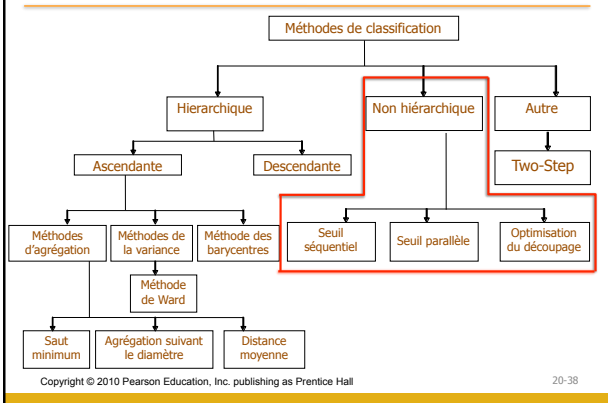 Méthodes de classification
Hierarchique
Non hiérarchique
Autre
Ascendante
Descendante
Two-Step
Méthodes
d'agrégation
Méthodes de
la variance
Méthode des
barycentres
Seuil
séquentiel
Seuil parallèle
Optimisation
du découpage
Méthode
de Ward
Saut
minimum
Agrégation suivant
le diamètre
Distance
moyenne
Copyright © 2010 Pearson Education, Inc. publishing as Prentice Hall
20-38